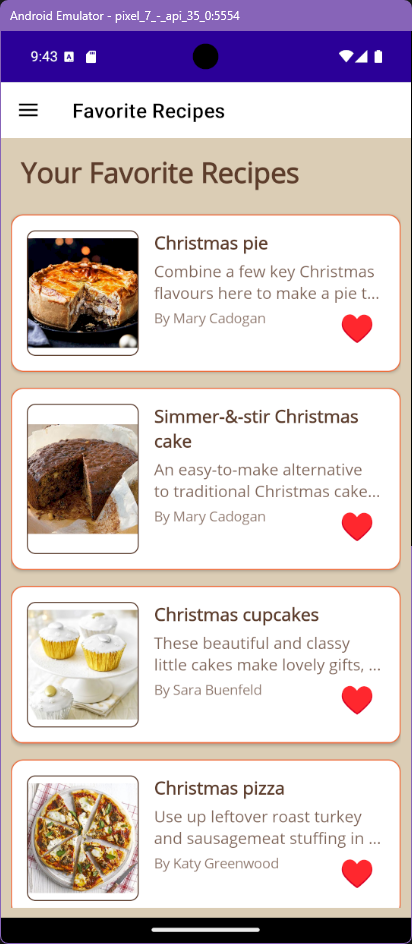 Android Emulator - pixel_7_-_api_35_0:5554
9:43
Favorite Recipes
Your Favorite Recipes
Christmas pie
Combine a few key Christmas
flavours here to make a pie t...
By Mary Cadogan
Simmer-&-stir Christmas
cake
An easy-to-make alternative
to traditional Christmas cake...
By Mary Cadogan
Christmas cupcakes
These beautiful and classy
little cakes make lovely gifts, ...
By Sara Buenfeld
Christmas pizza
Use up leftover roast turkey
and sausagemeat stuffing in ...
By Katy Greenwood